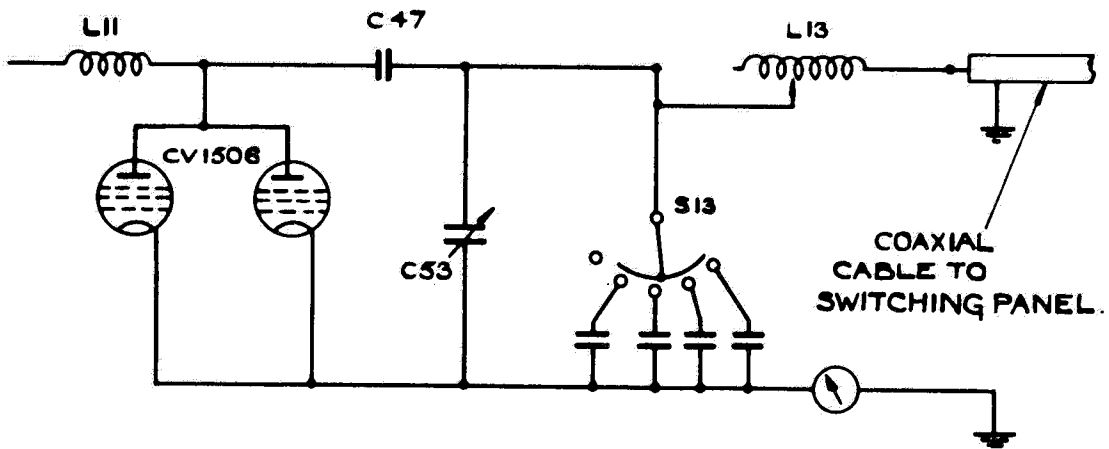 L11
C47
L13
CV1506
S13
C53
COAXIAL
CABLE TO
SWITCHING PANEL.